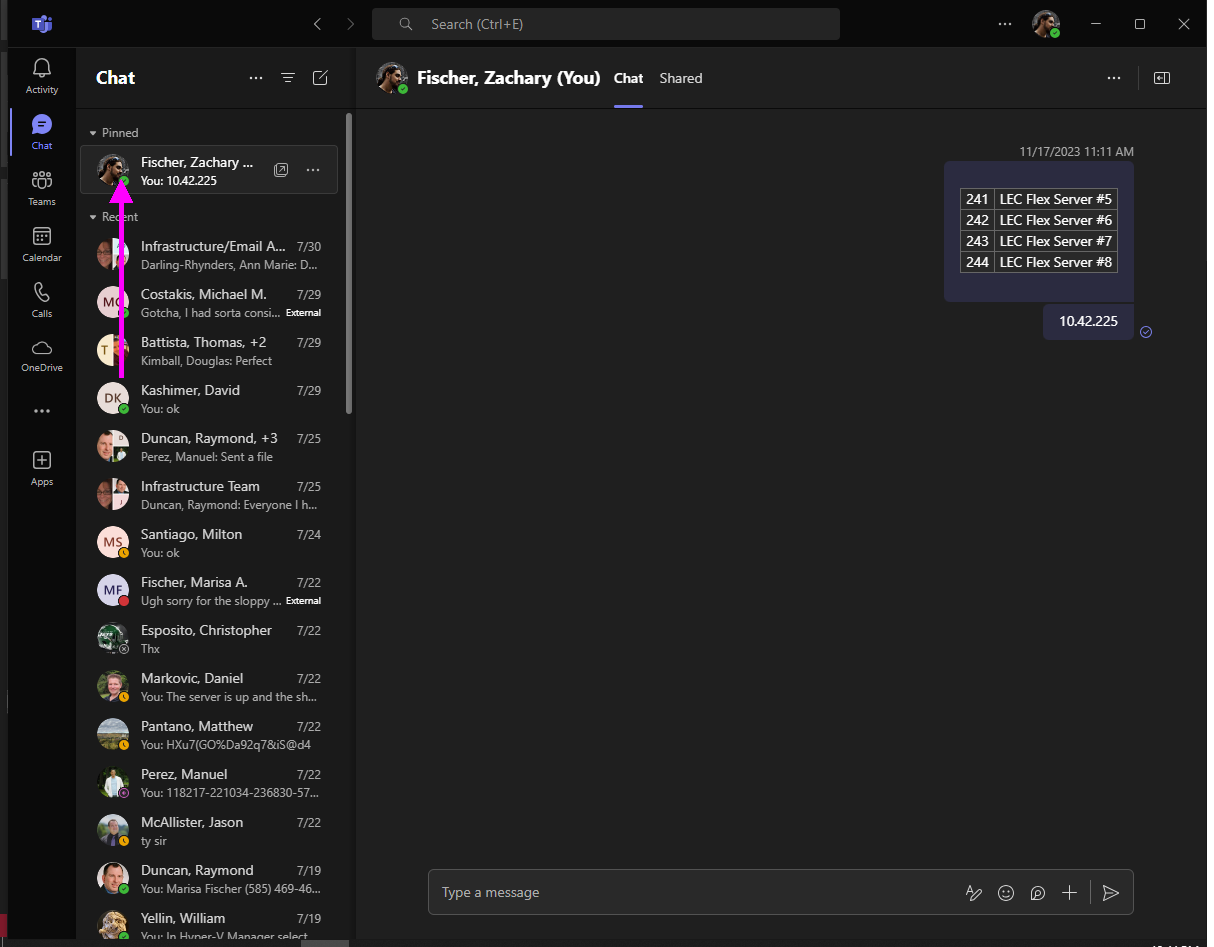 Search (Ctrl+E)
Activity
Chat
Teams
Calendar
Calls
OneDrive
Apps
Chat
Pinned
Fischer, Zachary ...
You: 10.42.225
Recent
Infrastructure/Email A... 7/30
Darling-Rhynders, Ann Marie: D...
Costakis, Michael M. 7/29
Gotcha, I had sorta consi... External
Battista, Thomas, +2 7/29
Kimball, Douglas: Perfect
DK
Kashimer, David 7/29
You: ok
Duncan, Raymond, +3 7/25
Perez, Manuel: Sent a file
Infrastructure Team 7/25
Duncan, Raymond: Everyone I h...
MS
Santiago, Milton 7/24
You: ok
MF
Fischer, Marisa A. 7/22
Ugh sorry for the sloppy ... External
Esposito, Christopher 7/22
Thx
Markovic, Daniel 7/22
You: The server is up and the sh...
Pantano, Matthew 7/22
You: HXu7(GO%Da92q7&iS@d4
Perez, Manuel 7/22
You: 118217-221034-236830-57...
McAllister, Jason 7/22
ty sir
Duncan, Raymond 7/19
You: Marisa Fischer (585) 469-46...
Yellin, William 7/19
You: In Hyper-V Manager select
Fischer, Zachary (You) Chat Shared
11/17/2023 11:11 AM
241 LEC Flex Server #5
242 LEC Flex Server #6
243 LEC Flex Server #7
244 LEC Flex Server #8
10.42.225
Type a message